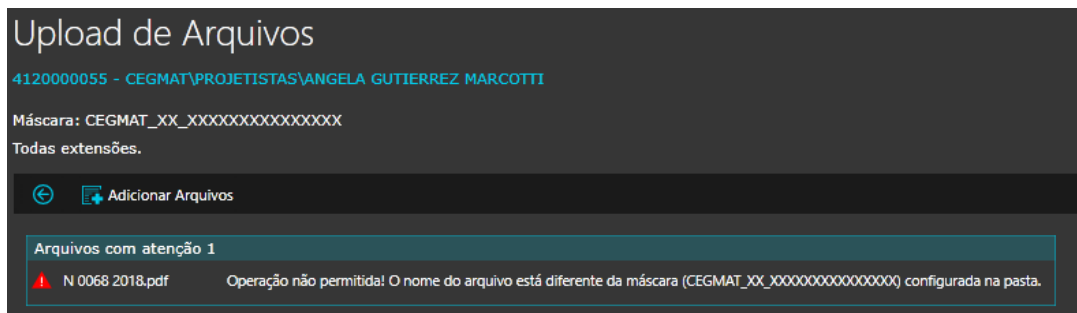 Upload de Arquivos
4120000055 - CEGMAT\PROJETISTAS\ANGELA GUTIERREZ MARCOTTI
Máscara: CEGMAT_XX_XXXXXXXXXXXXXXX
Todas extensões.
Adicionar Arquivos
Arquivos com atenção 1
N 0068 2018.pdf Operação não permitida! O nome do arquivo está diferente da máscara (CEGMAT_XX_XXXXXXXXXXXXXXX) configurada na pasta.